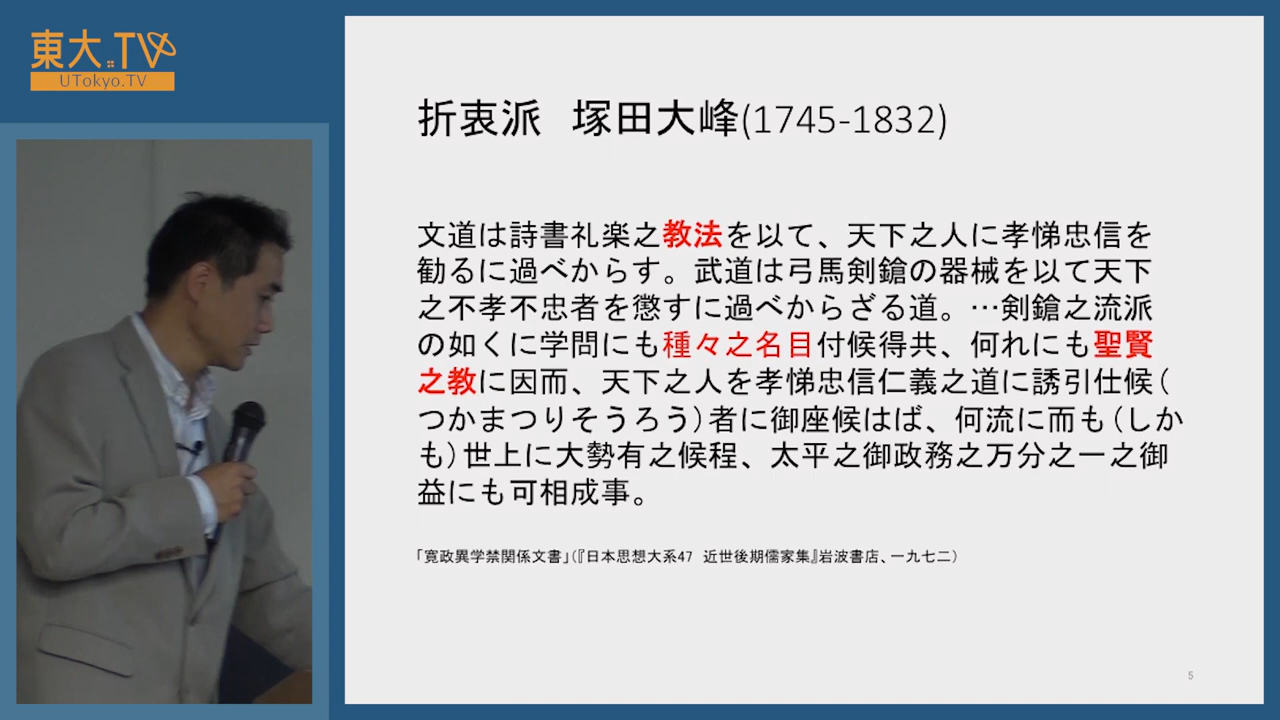 東大.TV
UTokyo.TV
折衷派　塚田大峰(1745-1832)
文道は詩書礼楽之教法を以て、天下之人に孝悌忠信を
勧るに過べからす。武道は弓馬剣鎗の器械を以て天下
之不孝不忠者を懲すに過べからざる道。…剣鎗之流派
の如くに学問にも種々之名目付候得共、何れにも聖賢
之教に因而、天下之人を孝悌忠信仁義之道に誘引仕候(
つかまつりそうろう)者に御座候はば、何流に而も(しか
も)世上に大勢有之候程、太平之御政務之万分之一之御
益にも可相成事。
「寛政異学禁関係文書」(『日本思想大系47　近世後期儒家集』岩波書店、一九七二)
5